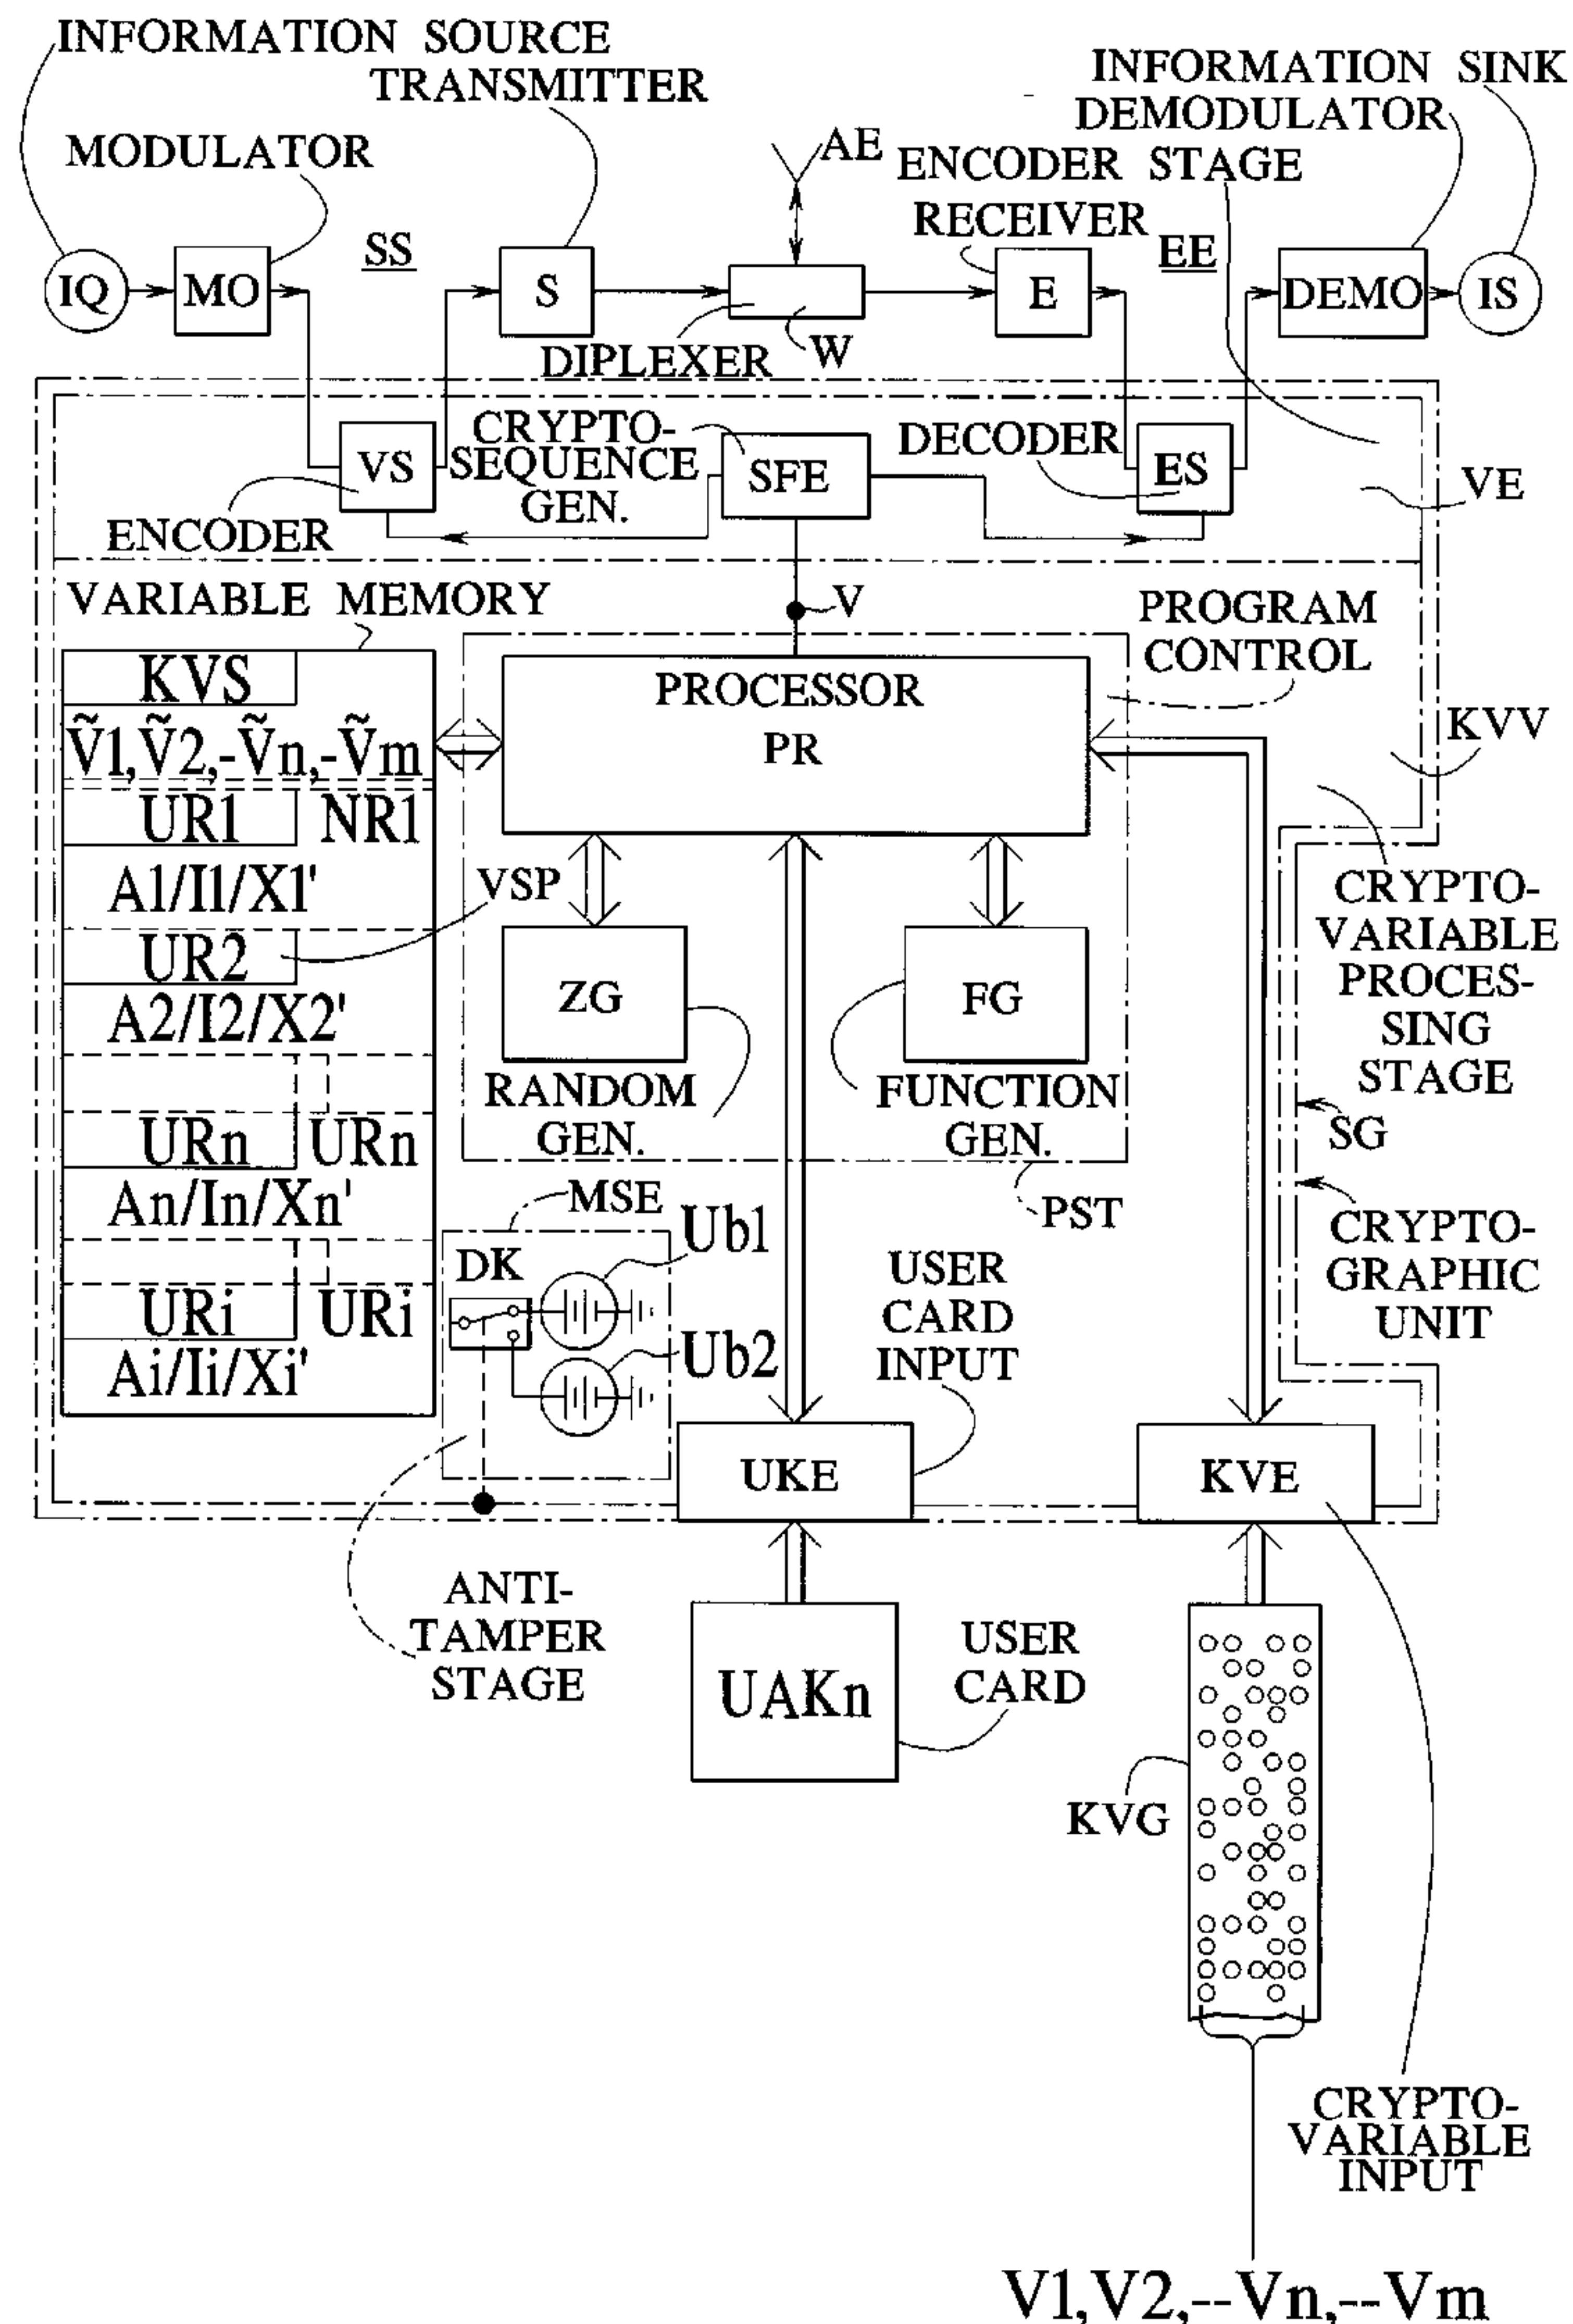 INFORMATION SOURCE
TRANSMITTER
INFORMATION SINK
DEMODULATOR
MODULATOR
AE
ENCODER STAGE
RECEIVER
SS
EE
IQ
MO
S
E
DEMO
IS
DIPLEXER
W
CRYPTO-
SEQUENCE
GEN.
DECODER
VS
SFE
ES
VE
ENCODER
VARIABLE MEMORY
V
PROGRAM
CONTROL
KVS
PROCESSOR
PR
KVV
Ṽ1,Ṽ2,-Ṽn,-Ṽm
UR1 NR1
VSP
A1/I1/X1'
UR2
A2/I2/X2'
URn URn
An/In/Xn'
URi URi
Ai/Ii/Xi'
ZG
FG
RANDOM
GEN.
FUNCTION
GEN.
CRYPTO-
VARIABLE
PROCES-
SING
STAGE
SG
PST
CRYPTO-
GRAPHIC
UNIT
MSE
Ub1
DK
Ub2
USER
CARD
INPUT
UKE
KVE
ANTI-
TAMPER
STAGE
UAKn
USER
CARD
KVG
CRYPTO-
VARIABLE
INPUT
V1,V2,--Vn,--Vm